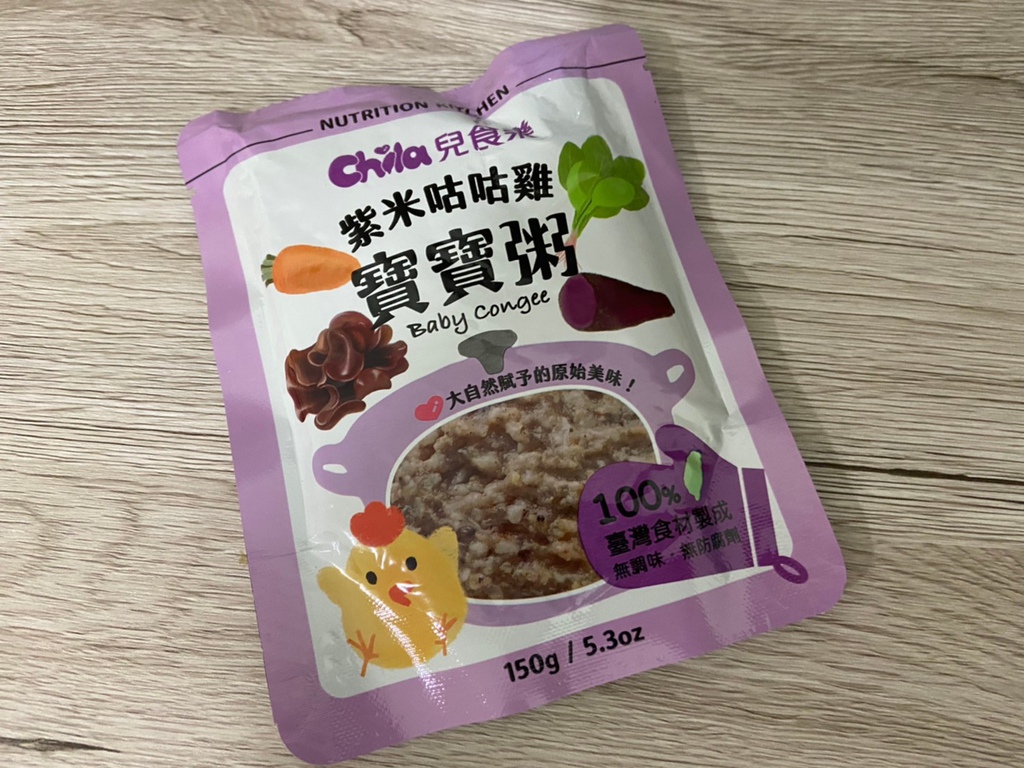 NUTRITION KITCHEN
Chila 兒食樂
紫米咕咕雞
寶寶粥
Baby Congee
大自然賦予的原始美味！
100%
臺灣食材製成
無調味・無防腐劑
150g / 5.3oz